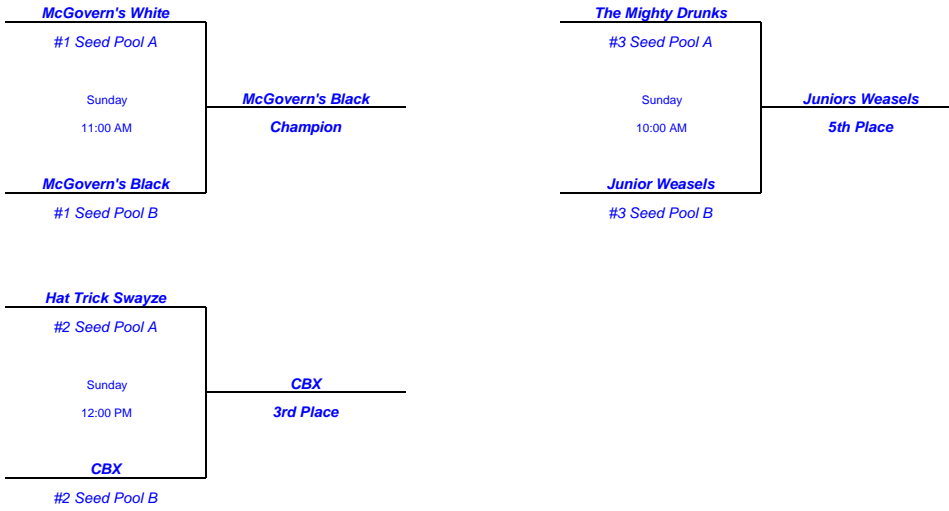 McGovern's White
#1 Seed Pool A
Sunday
11:00 AM
McGovern's Black
Champion
McGovern's Black
#1 Seed Pool B
The Mighty Drunks
#3 Seed Pool A
Sunday
10:00 AM
Juniors Weasels
5th Place
Junior Weasels
#3 Seed Pool B
Hat Trick Swayze
#2 Seed Pool A
Sunday
12:00 PM
CBX
3rd Place
CBX
#2 Seed Pool B